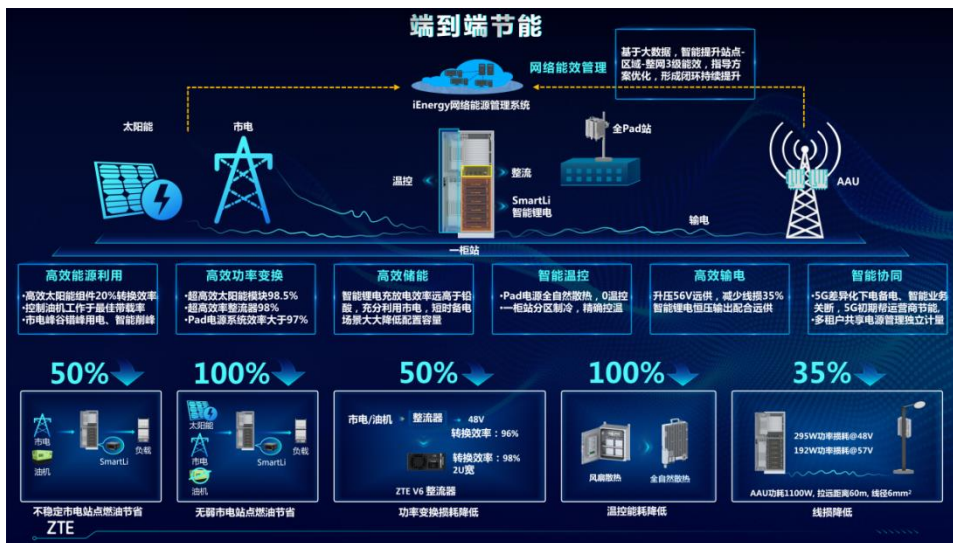 端到端节能
网络能效管理
基于大数据，智能提升站点-
区域-整网3级能效，指导方
案优化，形成闭环持续提升
iEnergy网络能源管理系统
太阳能
市电
全Pad站
温控
整流
SmartLi
智能锂电
AAU
输电
一柜站
高效能源利用
•高效太阳能组件20%转换效率
•控制油机工作于最佳带载率
•市电峰谷错峰用电、智能削峰
高效功率变换
•超高效太阳能模块98.5%
•超高效率整流器98%
•Pad电源系统效率大于97%
高效储能
智能锂电充放电效率远高于铅
酸，充分利用市电，短时备电
场景大大降低配置容量
智能温控
•Pad电源全自然散热，0温控
•一柜站分区制冷，精确控温
高效输电
升压56V远供，减少线损35%
智能锂电恒压输出配合远供
智能协同
•5G差异化下电备电、智能业务
关断，5G初期帮运营商节能,
•多租户共享电源管理独立计量
50%
市电
油机
SmartLi
负载
不稳定市电站点燃油节省
100%
太阳能
市电
油机
SmartLi
负载
无弱市电站点燃油节省
50%
市电/油机
整流器
48V
转换效率：96%
转换效率：98%
2U宽
ZTE V6 整流器
功率变换损耗降低
100%
风扇散热
全自然散热
温控能耗降低
35%
295W功率损耗@48V
192W功率损耗@57V
AAU功耗1100W, 拉远距离60m, 线径6mm²
线损降低
ZTE